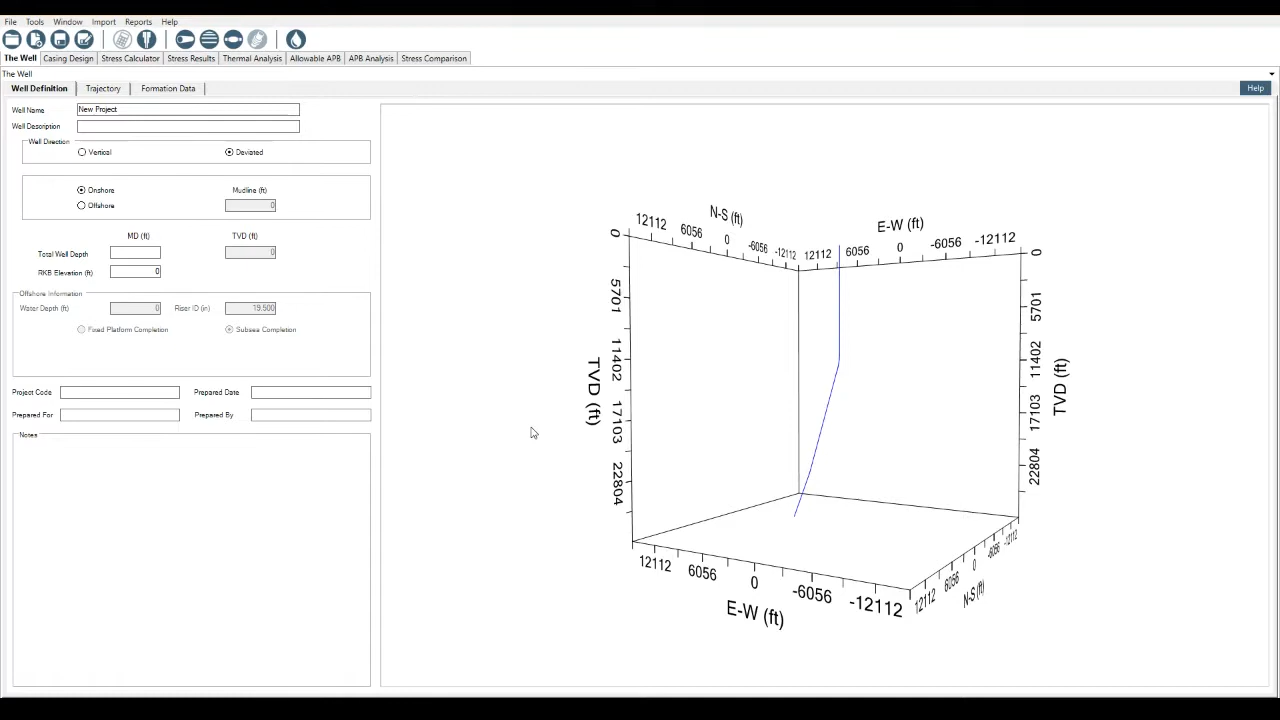 File Tools Window Import Reports Help
The Well Casing Design Stress Calculator Stress Results Thermal Analysis Allowable APB APB Analysis Stress Comparison
The Well
Well Definition Trajectory Formation Data Help
Well Name New Project
Well Description
Well Direction
Vertical Deviated
Onshore Mudline (ft)
Offshore 0
MD (ft) TVD (ft)
Total Well Depth 0
RKB Elevation (ft) 0
Offshore Information
Water Depth (ft) 0 Riser ID (in) 19.500
Fixed Platform Completion Subsea Completion
Project Code Prepared Date
Prepared For Prepared By
Notes
N-S (ft)
12112 6056 0 -6056 -12112
E-W (ft)
12112 6056 0 -6056 -12112
TVD (ft)
0 5701 11402 17103 22804
TVD (ft)
0 5701 11402 17103 22804
12112 6056 0 -6056 -12112
E-W (ft)
12112 6056 0 -6056 -12112
N-S (ft)